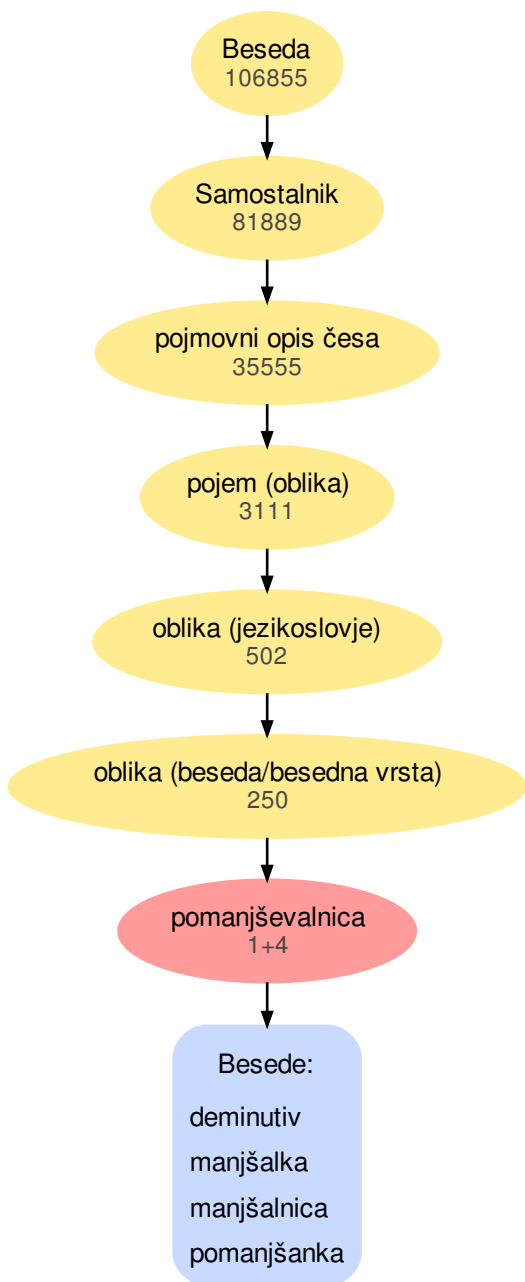 Beseda
106855
Samostalnik
81889
pojmovni opis česa
35555
pojem (oblika)
3111
oblika (jezikoslovje)
502
oblika (beseda/besedna vrsta)
250
pomanjševalnica
1+4
Besede:
deminutiv
manjšalka
manjšalnica
pomanjšanka